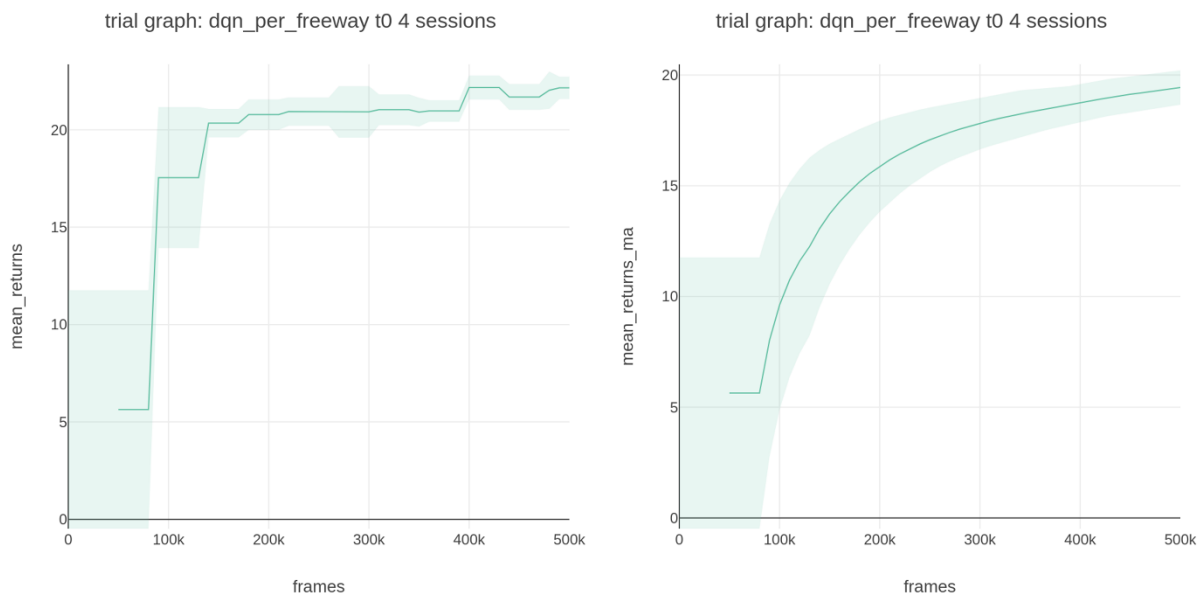 trial graph: dqn_per_freeway t0 4 sessions
mean_returns
20
15
10
5
0
0 100k 200k 300k 400k 500k
frames
trial graph: dqn_per_freeway t0 4 sessions
mean_returns_ma
20
15
10
5
0
0 100k 200k 300k 400k 500k
frames